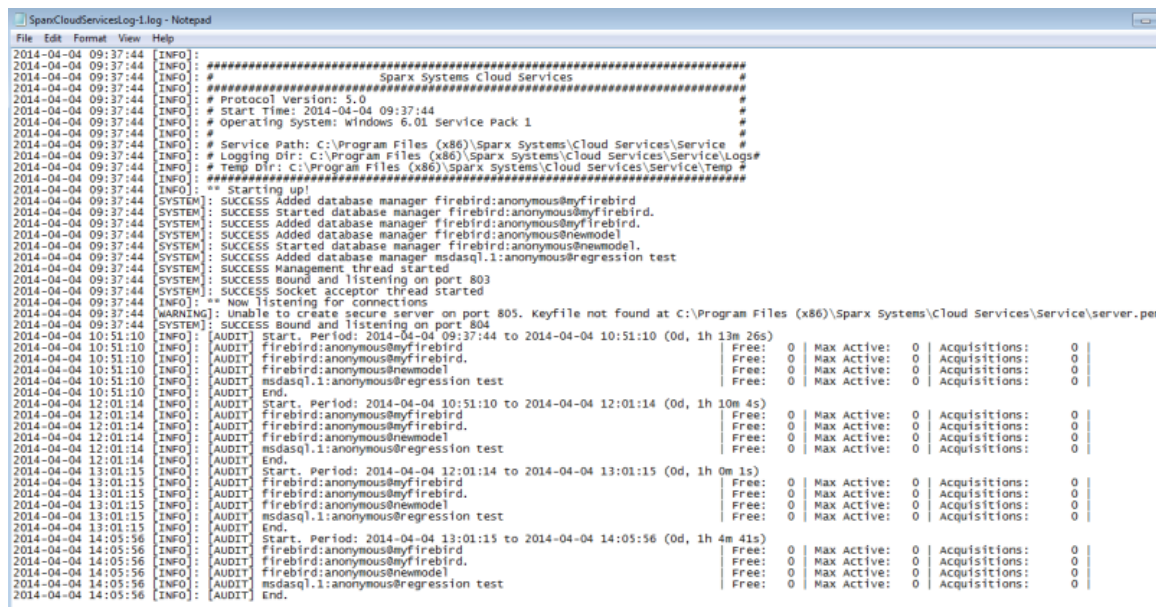 SparxCloudServicesLog-1.log - Notepad
File Edit Format View Help
2014-04-04 09:37:44 [INFO]:
2014-04-04 09:37:44 [INFO]: ##############################################################################
2014-04-04 09:37:44 [INFO]: # Sparx Systems Cloud Services #
2014-04-04 09:37:44 [INFO]: ##############################################################################
2014-04-04 09:37:44 [INFO]: # Protocol Version: 5.0 #
2014-04-04 09:37:44 [INFO]: # Start Time: 2014-04-04 09:37:44 #
2014-04-04 09:37:44 [INFO]: # Operating System: Windows 6.01 Service Pack 1 #
2014-04-04 09:37:44 [INFO]: # #
2014-04-04 09:37:44 [INFO]: # Service Path: C:\Program Files (x86)\Sparx Systems\Cloud Services\Service #
2014-04-04 09:37:44 [INFO]: # Logging Dir: C:\Program Files (x86)\Sparx Systems\Cloud Services\Service\Logs#
2014-04-04 09:37:44 [INFO]: # Temp Dir: C:\Program Files (x86)\Sparx Systems\Cloud Services\Service\Temp #
2014-04-04 09:37:44 [INFO]: ##############################################################################
2014-04-04 09:37:44 [INFO]: ** Starting up!
2014-04-04 09:37:44 [SYSTEM]: SUCCESS Added database manager firebird:anonymous@myfirebird
2014-04-04 09:37:44 [SYSTEM]: SUCCESS Started database manager firebird:anonymous@myfirebird.
2014-04-04 09:37:44 [SYSTEM]: SUCCESS Added database manager firebird:anonymous@myfirebird.
2014-04-04 09:37:44 [SYSTEM]: SUCCESS Added database manager firebird:anonymous@newmodel
2014-04-04 09:37:44 [SYSTEM]: SUCCESS Started database manager firebird:anonymous@newmodel.
2014-04-04 09:37:44 [SYSTEM]: SUCCESS Added database manager msdasql.1:anonymous@regression test
2014-04-04 09:37:44 [SYSTEM]: SUCCESS Management thread started
2014-04-04 09:37:44 [SYSTEM]: SUCCESS Bound and listening on port 803
2014-04-04 09:37:44 [SYSTEM]: SUCCESS Socket acceptor thread started
2014-04-04 09:37:44 [INFO]: ** Now listening for connections
2014-04-04 09:37:44 [WARNING]: Unable to create secure server on port 805. Keyfile not found at C:\Program Files (x86)\Sparx Systems\Cloud Services\Service\server.pem
2014-04-04 09:37:44 [SYSTEM]: SUCCESS Bound and listening on port 804
2014-04-04 10:51:10 [INFO]: [AUDIT] Start. Period: 2014-04-04 09:37:44 to 2014-04-04 10:51:10 (0d, 1h 13m 26s)
2014-04-04 10:51:10 [INFO]: [AUDIT] firebird:anonymous@myfirebird | Free: 0 | Max Active: 0 | Acquisitions: 0 |
2014-04-04 10:51:10 [INFO]: [AUDIT] firebird:anonymous@myfirebird. | Free: 0 | Max Active: 0 | Acquisitions: 0 |
2014-04-04 10:51:10 [INFO]: [AUDIT] firebird:anonymous@newmodel | Free: 0 | Max Active: 0 | Acquisitions: 0 |
2014-04-04 10:51:10 [INFO]: [AUDIT] msdasql.1:anonymous@regression test | Free: 0 | Max Active: 0 | Acquisitions: 0 |
2014-04-04 10:51:10 [INFO]: [AUDIT] End.
2014-04-04 12:01:14 [INFO]: [AUDIT] Start. Period: 2014-04-04 10:51:10 to 2014-04-04 12:01:14 (0d, 1h 10m 4s)
2014-04-04 12:01:14 [INFO]: [AUDIT] firebird:anonymous@myfirebird | Free: 0 | Max Active: 0 | Acquisitions: 0 |
2014-04-04 12:01:14 [INFO]: [AUDIT] firebird:anonymous@myfirebird. | Free: 0 | Max Active: 0 | Acquisitions: 0 |
2014-04-04 12:01:14 [INFO]: [AUDIT] firebird:anonymous@newmodel | Free: 0 | Max Active: 0 | Acquisitions: 0 |
2014-04-04 12:01:14 [INFO]: [AUDIT] msdasql.1:anonymous@regression test | Free: 0 | Max Active: 0 | Acquisitions: 0 |
2014-04-04 12:01:14 [INFO]: [AUDIT] End.
2014-04-04 13:01:15 [INFO]: [AUDIT] Start. Period: 2014-04-04 12:01:14 to 2014-04-04 13:01:15 (0d, 1h 0m 1s)
2014-04-04 13:01:15 [INFO]: [AUDIT] firebird:anonymous@myfirebird | Free: 0 | Max Active: 0 | Acquisitions: 0 |
2014-04-04 13:01:15 [INFO]: [AUDIT] firebird:anonymous@myfirebird. | Free: 0 | Max Active: 0 | Acquisitions: 0 |
2014-04-04 13:01:15 [INFO]: [AUDIT] firebird:anonymous@newmodel | Free: 0 | Max Active: 0 | Acquisitions: 0 |
2014-04-04 13:01:15 [INFO]: [AUDIT] msdasql.1:anonymous@regression test | Free: 0 | Max Active: 0 | Acquisitions: 0 |
2014-04-04 13:01:15 [INFO]: [AUDIT] End.
2014-04-04 14:05:56 [INFO]: [AUDIT] Start. Period: 2014-04-04 13:01:15 to 2014-04-04 14:05:56 (0d, 1h 4m 41s)
2014-04-04 14:05:56 [INFO]: [AUDIT] firebird:anonymous@myfirebird | Free: 0 | Max Active: 0 | Acquisitions: 0 |
2014-04-04 14:05:56 [INFO]: [AUDIT] firebird:anonymous@myfirebird. | Free: 0 | Max Active: 0 | Acquisitions: 0 |
2014-04-04 14:05:56 [INFO]: [AUDIT] firebird:anonymous@newmodel | Free: 0 | Max Active: 0 | Acquisitions: 0 |
2014-04-04 14:05:56 [INFO]: [AUDIT] msdasql.1:anonymous@regression test | Free: 0 | Max Active: 0 | Acquisitions: 0 |
2014-04-04 14:05:56 [INFO]: [AUDIT] End.